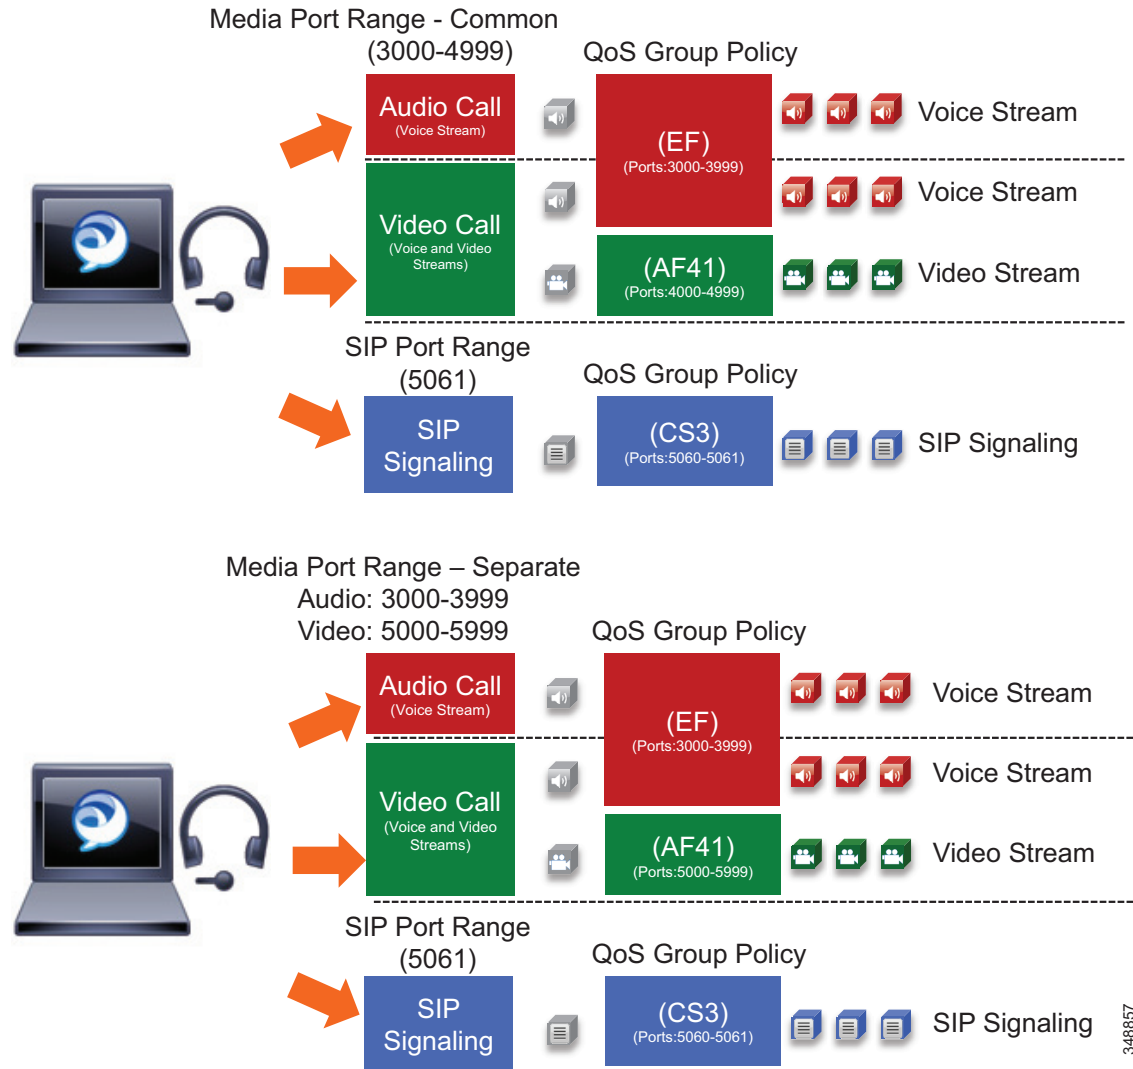 Media Port Range - Common
(3000-4999)
QoS Group Policy
Audio Call
(Voice Stream)
(EF)
(Ports:3000-3999)
Voice Stream
Video Call
(Voice and Video
Streams)
Voice Stream
(AF41)
(Ports:4000-4999)
Video Stream
SIP Port Range
(5061)
QoS Group Policy
SIP
Signaling
(CS3)
(Ports:5060-5061)
SIP Signaling
Media Port Range – Separate
Audio: 3000-3999
Video: 5000-5999
QoS Group Policy
Audio Call
(Voice Stream)
(EF)
(Ports:3000-3999)
Voice Stream
Video Call
(Voice and Video
Streams)
Voice Stream
(AF41)
(Ports:5000-5999)
Video Stream
SIP Port Range
(5061)
QoS Group Policy
SIP
Signaling
(CS3)
(Ports:5060-5061)
SIP Signaling
348857